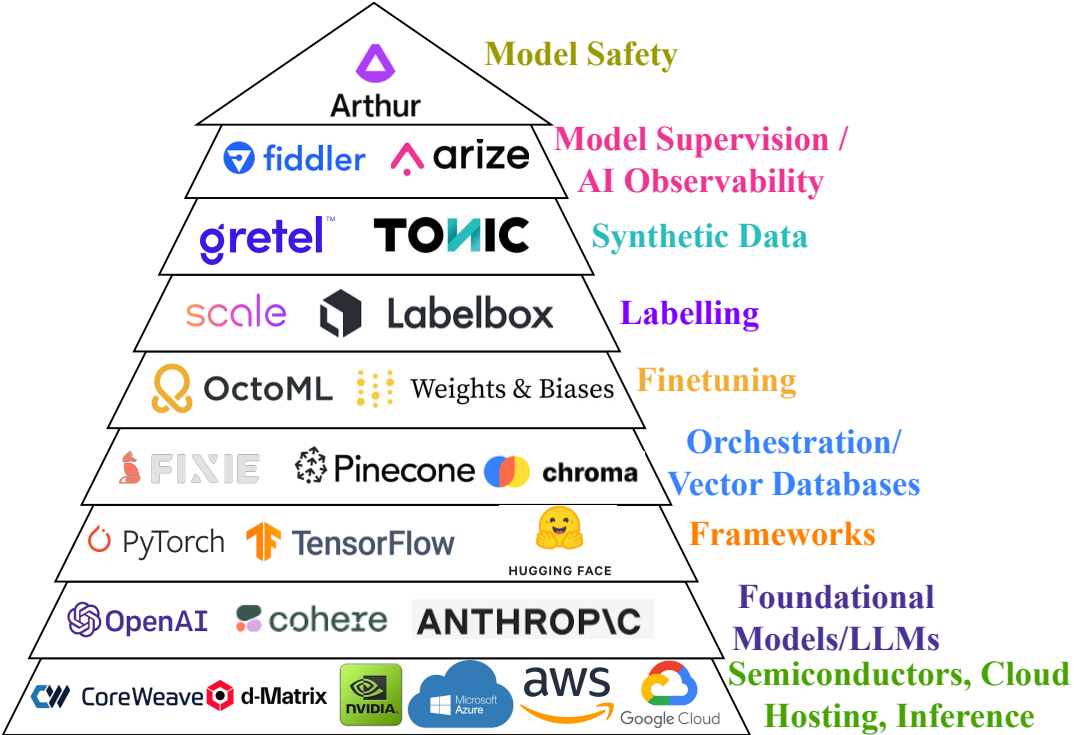 Model Safety
Arthur
fiddler
arize
Model Supervision /
AI Observability
gretel™
TONIC
Synthetic Data
scale
Labelbox
Labelling
OctoML
Weights & Biases
Finetuning
FIXIE
Pinecone
chroma
Orchestration/
Vector Databases
PyTorch
TensorFlow
HUGGING FACE
Frameworks
OpenAI
cohere
ANTHROP\C
Foundational
Models/LLMs
CoreWeave
d-Matrix
NVIDIA.
Microsoft
Azure
aws
Google Cloud
Semiconductors, Cloud
Hosting, Inference